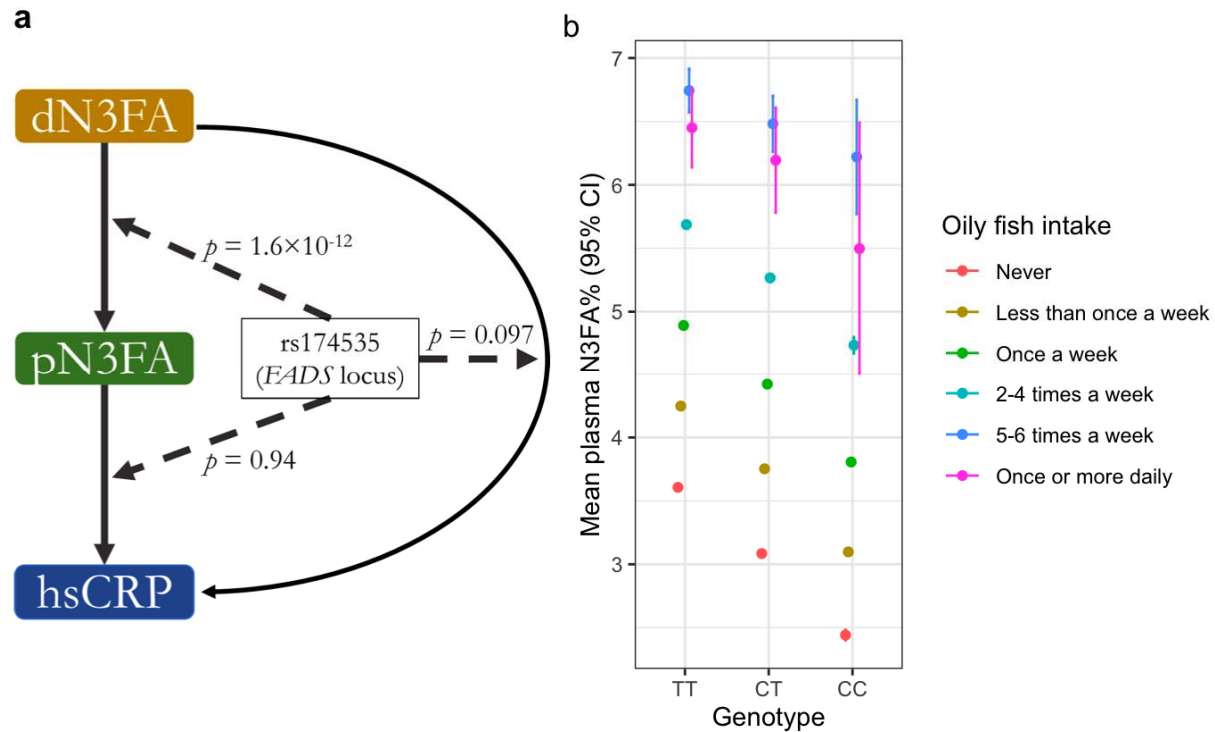 a
dN3FA
p = 1.6×10-12
rs174535
(FADS locus)
p = 0.097
pN3FA
p = 0.94
hsCRP
b
Mean plasma N3FA% (95% CI)
7
6
5
4
3
TT
CT
CC
Genotype
Oily fish intake
Never
Less than once a week
Once a week
2-4 times a week
5-6 times a week
Once or more daily